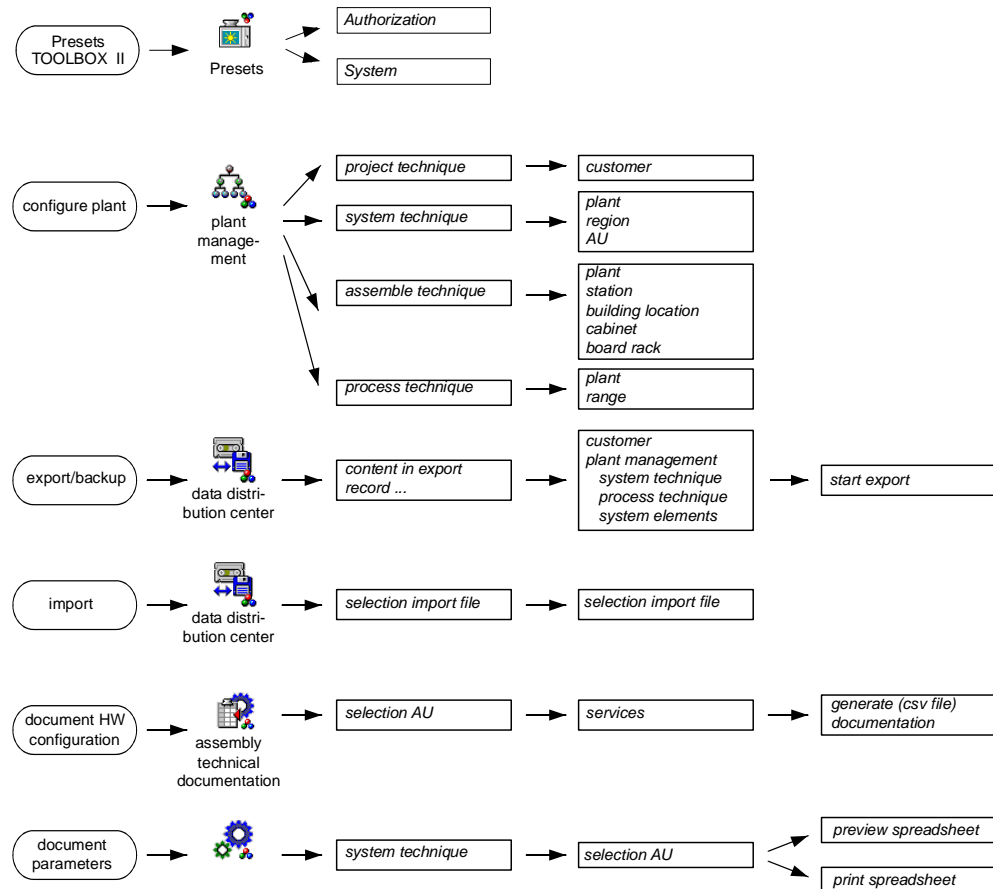 Presets
TOOLBOX II
Presets
Authorization
System
configure plant
plant
manage-
ment
project technique
customer
system technique
plant
region
AU
assemble technique
plant
station
building location
cabinet
board rack
process technique
plant
range
export/backup
data distri-
bution center
content in export
record ...
customer
plant management
system technique
process technique
system elements
start export
import
data distri-
bution center
selection import file
selection import file
document HW
configuration
assembly
technical
documentation
selection AU
services
generate (csv file)
documentation
document
parameters
system technique
selection AU
preview spreadsheet
print spreadsheet